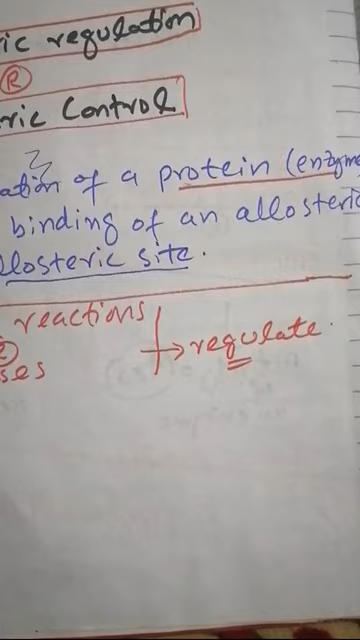 ic regulation
R
ric Control
ation of a protein (enzyme
binding of an allosteric
llosteric site.
reactions
→ regulate.
ses